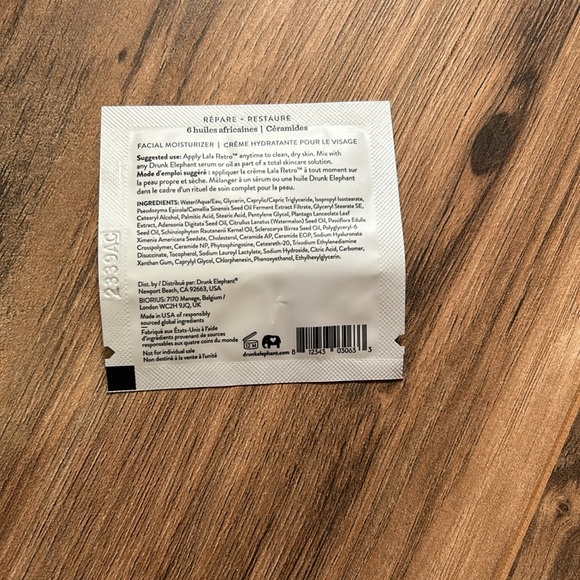 RÉPARE + RESTAURE
6 huiles africaines | Céramides
FACIAL MOISTURIZER | CRÈME HYDRATANTE POUR LE VISAGE
Suggested use: Apply Lala Retro™ anytime to clean, dry skin. Mix with
any Drunk Elephant serum or oil as part of a total skincare solution.
Mode d'emploi suggéré : appliquer la crème Lala Retro™ à tout moment sur
la peau propre et sèche. Mélanger à un sérum ou une huile Drunk Elephant
dans le cadre d'un rituel de soin complet pour la peau.
INGREDIENTS: Water/Aqua/Eau, Glycerin, Caprylic/Capric Triglyceride, Isopropyl Isostearate,
Pseudozyma Epicola/Camellia Sinensis Seed Oil Ferment Extract Filtrate, Glyceryl Stearate SE,
Cetearyl Alcohol, Palmitic Acid, Stearic Acid, Pentylene Glycol, Plantago Lanceolata Leaf
Extract, Adansonia Digitata Seed Oil, Citrullus Lanatus (Watermelon) Seed Oil, Passiflora Edulis
Seed Oil, Schinziophyton Rautanenii Kernel Oil, Sclerocarya Birrea Seed Oil, Polyglyceryl-6
Ximenia Americana Seedate, Cholesterol, Ceramide AP, Ceramide EOP, Sodium Hyaluronate
Crosspolymer, Ceramide NP, Phytosphingosine, Ceteareth-20, Trisodium Ethylenediamine
Disuccinate, Tocopherol, Sodium Lauroyl Lactylate, Sodium Hydroxide, Citric Acid, Carbomer,
Xanthan Gum, Caprylyl Glycol, Chlorphenesin, Phenoxyethanol, Ethylhexylglycerin.
Dist. by / Distribué par : Drunk Elephant®
Newport Beach, CA 92663, USA
BIORIUS: 7170 Manage, Belgium /
London WC2H 9JQ, UK
Made in USA of responsibly
sourced global ingredients
Fabriqué aux États-Unis à l'aide
d'ingrédients provenant de sources
responsables aux quatre coins du monde
Not for individual sale
Non destiné à la vente à l'unité
12 M
drunkelephant.com
8 12343 03065 3